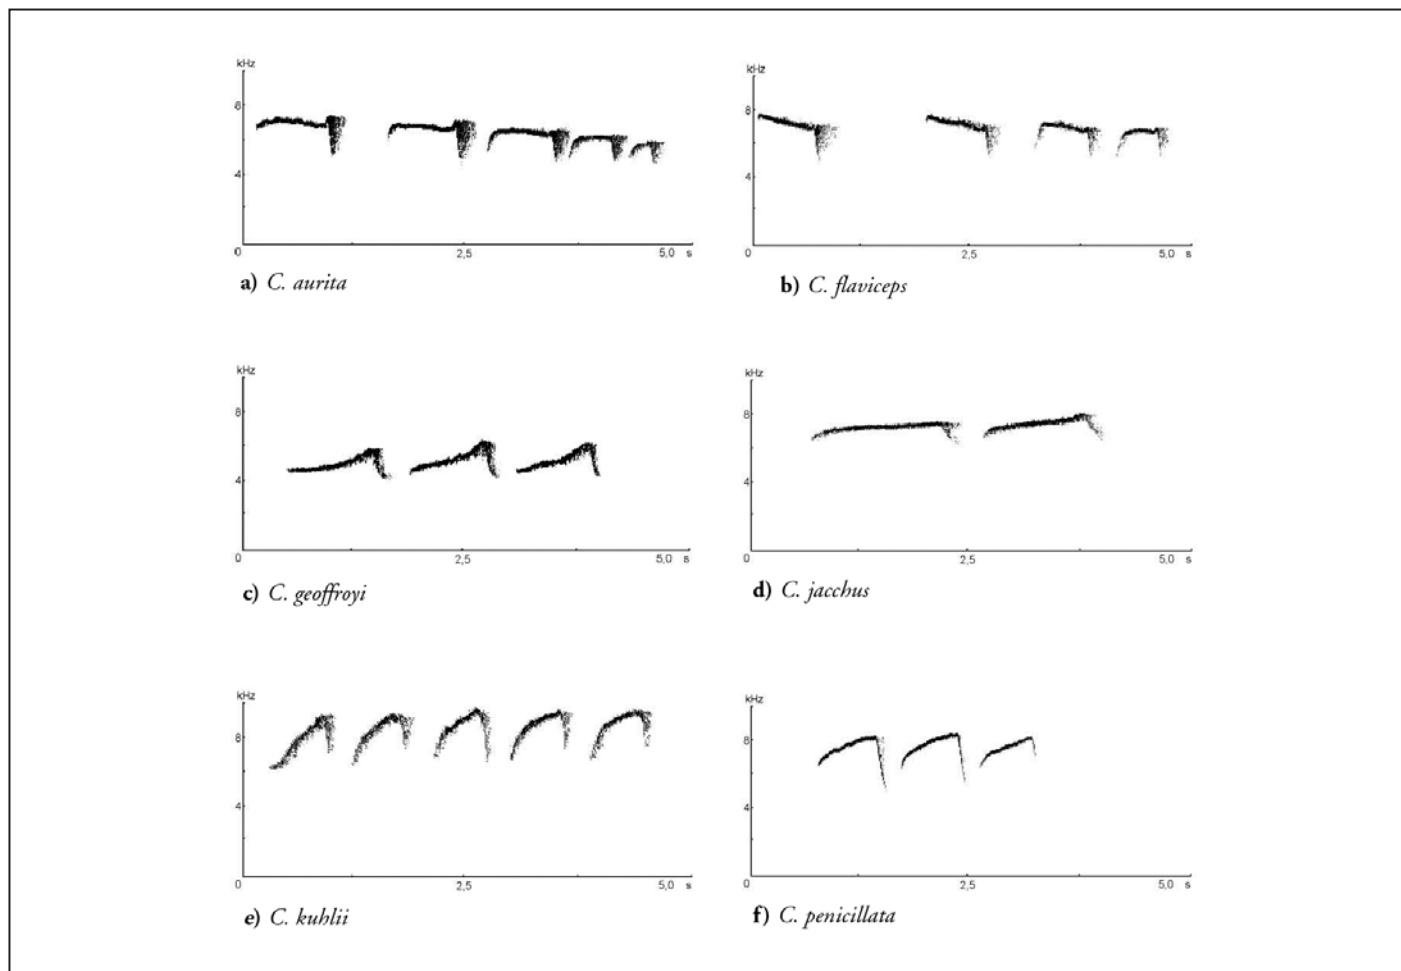 kHz
8
4
0
2,5
5,0 s
a) C. aurita
kHz
8
4
0
2,5
5,0 s
b) C. flaviceps
kHz
8
4
0
2,5
5,0 s
c) C. geoffroyi
kHz
8
4
0
2,5
5,0 s
d) C. jacchus
kHz
8
4
0
2,5
5,0 s
e) C. kuhlii
kHz
8
4
0
2,5
5,0 s
f) C. penicillata